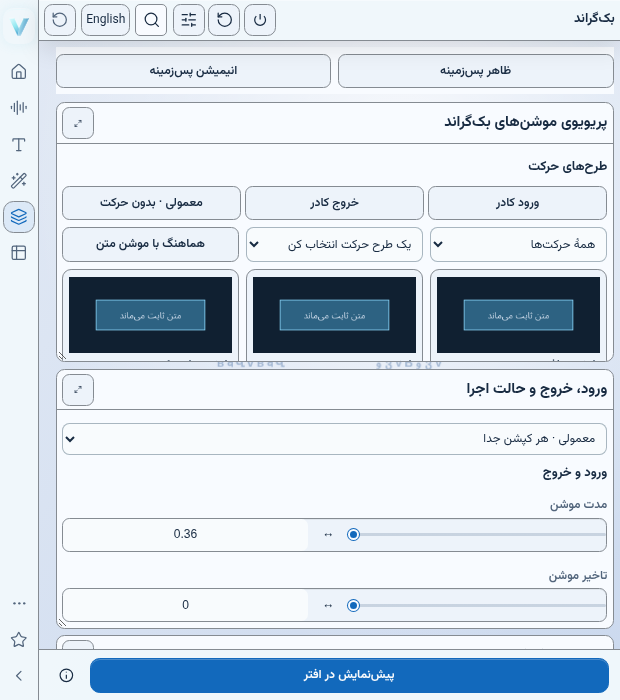 بک‌گراند
English
ظاهر پس‌زمینه
انیمیشن پس‌زمینه
پریویوی موشن‌های بک‌گراند
طرح‌های حرکت
ورود کادر
خروج کادر
معمولی · بدون حرکت
همهٔ حرکت‌ها
یک طرح حرکت انتخاب کن
هماهنگ با موشن متن
متن ثابت می‌ماند
متن ثابت می‌ماند
متن ثابت می‌ماند
ورود، خروج و حالت اجرا
معمولی · هر کپشن جدا
ورود و خروج
مدت موشن
0.36
تاخیر موشن
0
پیش‌نمایش در افتر